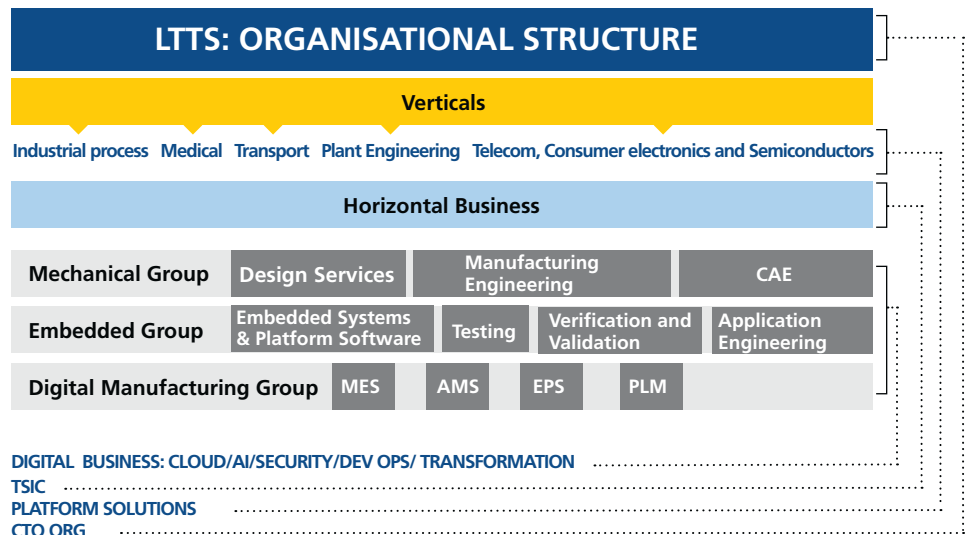 LTTS: ORGANISATIONAL STRUCTURE
Verticals
Industrial process Medical Transport Plant Engineering Telecom, Consumer electronics and Semiconductors
Horizontal Business
Mechanical Group
Design Services
Manufacturing
Engineering
CAE
Embedded Group
Embedded Systems
& Platform Software
Testing
Verification and
Validation
Application
Engineering
Digital Manufacturing Group
MES
AMS
EPS
PLM
DIGITAL BUSINESS: CLOUD/AI/SECURITY/DEV OPS/ TRANSFORMATION
TSIC
PLATFORM SOLUTIONS
CTO ORG